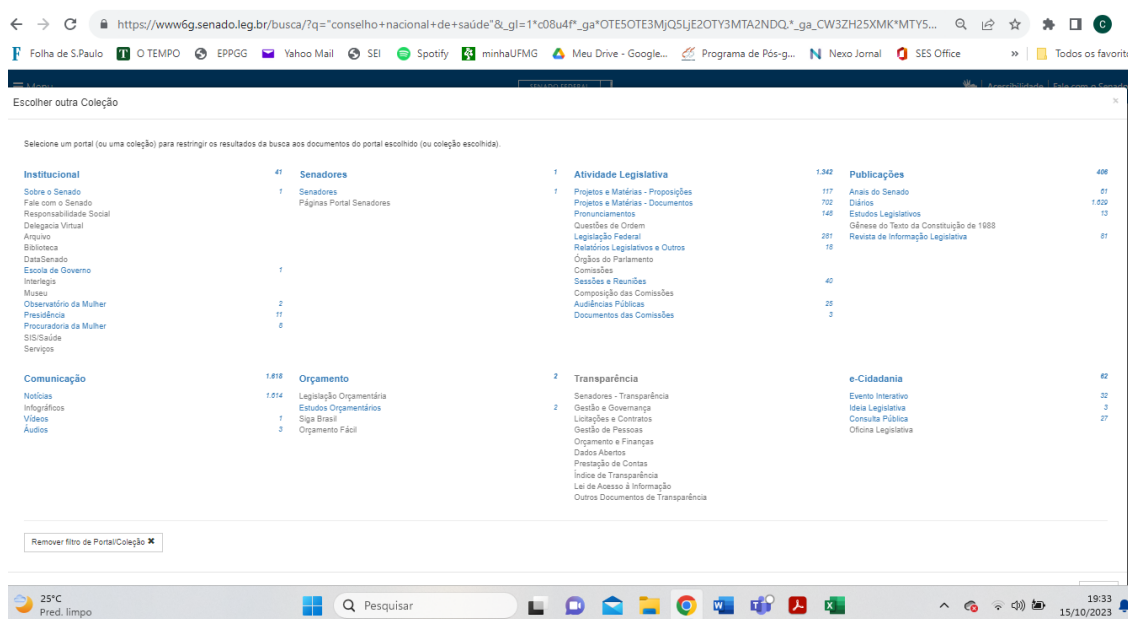 https://www6g.senado.leg.br/busca/?q="conselho+nacional+de+saúde"&_gl=1*c08u4f*_ga*OTE5OTE3MjQ5LjE2OTY3MTA2NDQ.*_ga_CW3ZH25XMK*MTY5...
Folha de S.Paulo O TEMPO EPPGG Yahoo Mail SEI Spotify minhaUFMG Meu Drive - Google... Programa de Pós-g... Nexo Jornal SES Office » Todos os favorit
Menu SENADO FEDERAL Acessibilidade Fale com o Senado
Escolher outra Coleção ×
Selecione um portal (ou uma coleção) para restringir os resultados da busca aos documentos do portal escolhido (ou coleção escolhida).
Institucional 41
Sobre o Senado 1
Fale com o Senado
Responsabilidade Social
Delegacia Virtual
Arquivo
Biblioteca
DataSenado
Escola de Governo 1
Interlegis
Museu
Observatório da Mulher 2
Presidência 11
Procuradoria da Mulher 6
SIS/Saúde
Serviços
Senadores 1
Senadores 1
Páginas Portal Senadores
Atividade Legislativa 1.342
Projetos e Matérias - Proposições 117
Projetos e Matérias - Documentos 702
Pronunciamentos 148
Questões de Ordem
Legislação Federal 281
Relatórios Legislativos e Outros 16
Órgãos do Parlamento
Comissões
Sessões e Reuniões 40
Composição das Comissões
Audiências Públicas 25
Documentos das Comissões 3
Publicações 406
Anais do Senado 61
Diários 1.629
Estudos Legislativos 13
Gênese do Texto da Constituição de 1988
Revista de Informação Legislativa 81
Comunicação 1.618
Notícias 1.614
Infográficos
Vídeos 1
Áudios 3
Orçamento 2
Legislação Orçamentária
Estudos Orçamentários 2
Siga Brasil
Orçamento Fácil
Transparência
Senadores - Transparência
Gestão e Governança
Licitações e Contratos
Gestão de Pessoas
Orçamento e Finanças
Dados Abertos
Prestação de Contas
Índice de Transparência
Lei de Acesso à Informação
Outros Documentos de Transparência
e-Cidadania 62
Evento Interativo 32
Ideia Legislativa 3
Consulta Pública 27
Oficina Legislativa
Remover filtro de Portal/Coleção ✖
25°C
Pred. limpo
Pesquisar
19:33
15/10/2023